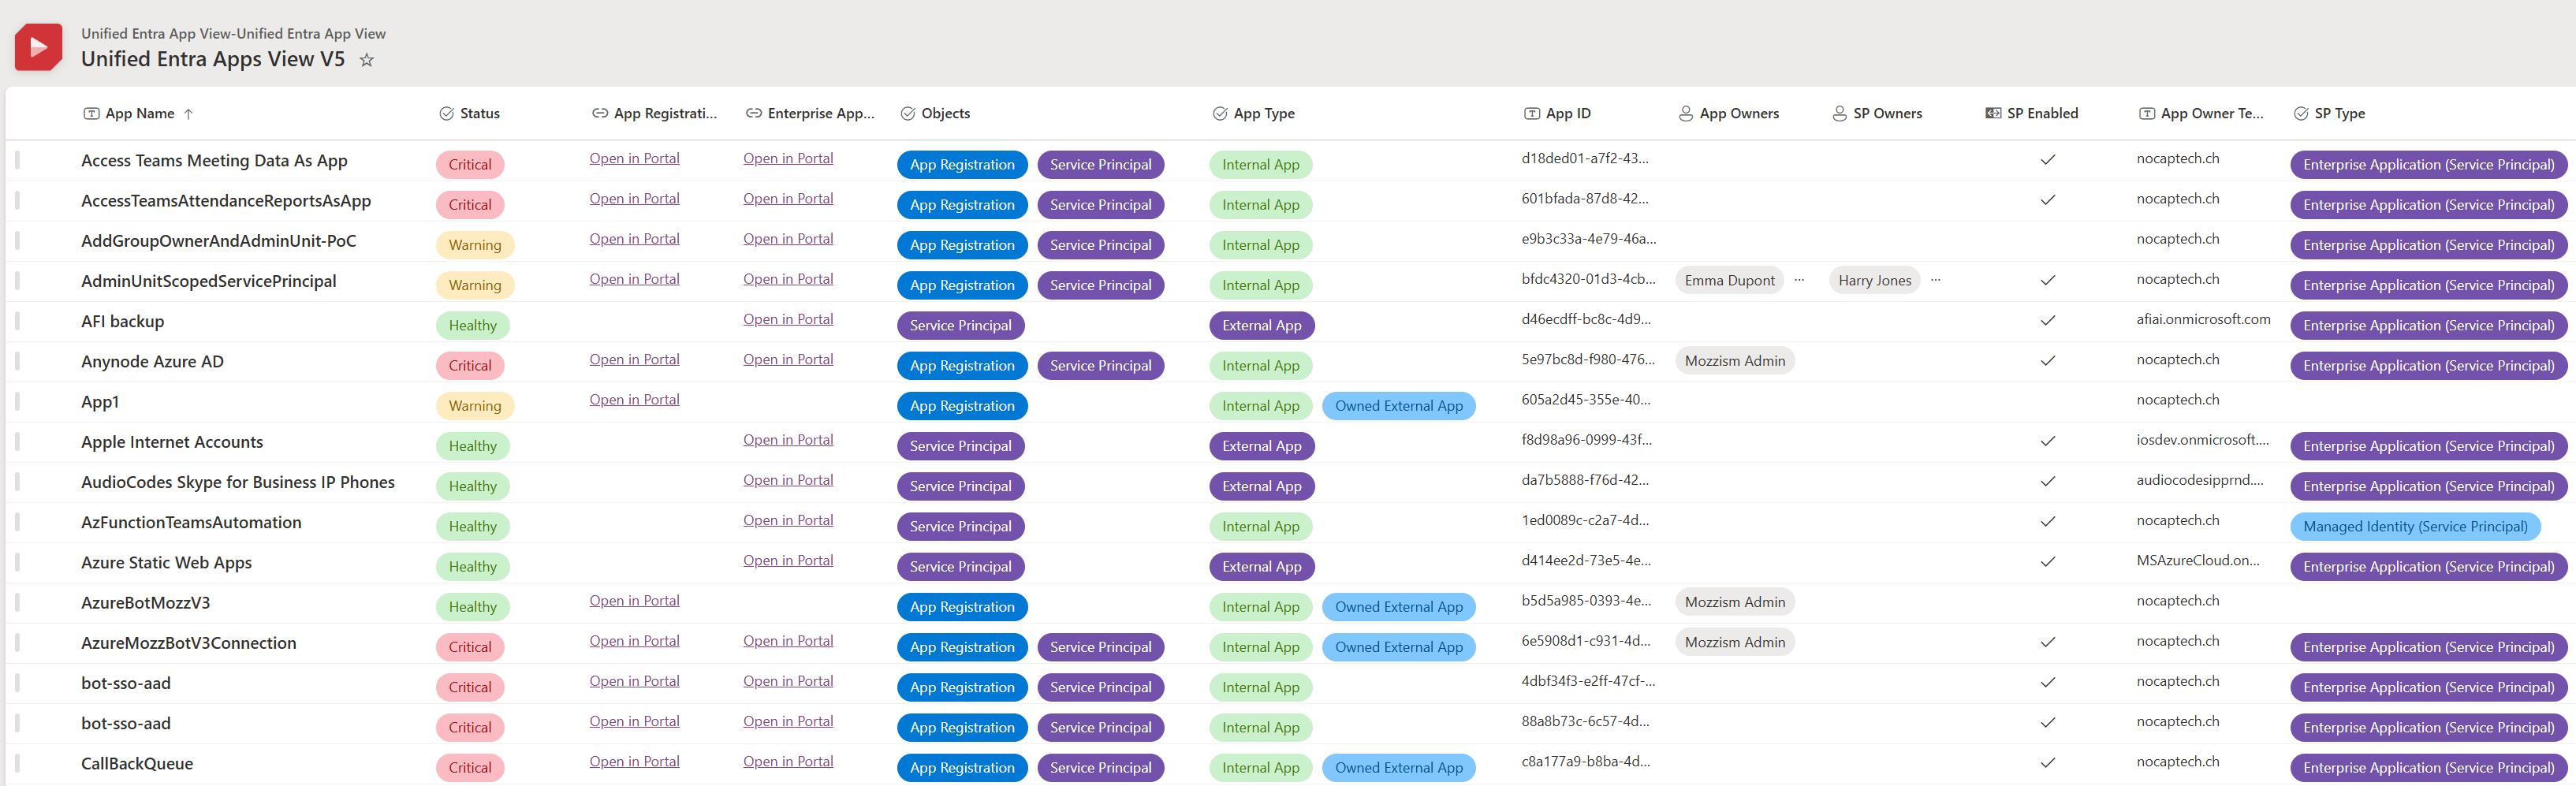 Unified Entra App View-Unified Entra App View
Unified Entra Apps View V5
App Name Status App Registrati... Enterprise App... Objects App Type App ID App Owners SP Owners SP Enabled App Owner Te... SP Type
Access Teams Meeting Data As App Critical Open in Portal Open in Portal App Registration Service Principal Internal App d18ded01-a7f2-43... nocaptech.ch Enterprise Application (Service Principal)
AccessTeamsAttendanceReportsAsApp Critical Open in Portal Open in Portal App Registration Service Principal Internal App 601bfada-87d8-42... nocaptech.ch Enterprise Application (Service Principal)
AddGroupOwnerAndAdminUnit-PoC Warning Open in Portal Open in Portal App Registration Service Principal Internal App e9b3c33a-4e79-46a... nocaptech.ch Enterprise Application (Service Principal)
AdminUnitScopedServicePrincipal Warning Open in Portal Open in Portal App Registration Service Principal Internal App bfdc4320-01d3-4cb... Emma Dupont ... Harry Jones ... nocaptech.ch Enterprise Application (Service Principal)
AFI backup Healthy Open in Portal Service Principal External App d46ecdff-bc8c-4d9... afiai.onmicrosoft.com Enterprise Application (Service Principal)
Anynode Azure AD Critical Open in Portal Open in Portal App Registration Service Principal Internal App 5e97bc8d-f980-476... Mozzism Admin nocaptech.ch Enterprise Application (Service Principal)
App1 Warning Open in Portal App Registration Internal App Owned External App 605a2d45-355e-40... nocaptech.ch
Apple Internet Accounts Healthy Open in Portal Service Principal External App f8d98a96-0999-43f... iosdev.onmicrosoft.... Enterprise Application (Service Principal)
AudioCodes Skype for Business IP Phones Healthy Open in Portal Service Principal External App da7b5888-f76d-42... audiocodesipprnd.... Enterprise Application (Service Principal)
AzFunctionTeamsAutomation Healthy Open in Portal Service Principal Internal App 1ed0089c-c2a7-4d... nocaptech.ch Managed Identity (Service Principal)
Azure Static Web Apps Healthy Open in Portal Service Principal External App d414ee2d-73e5-4e... MSAzureCloud.on... Enterprise Application (Service Principal)
AzureBotMozzV3 Healthy Open in Portal App Registration Internal App Owned External App b5d5a985-0393-4e... Mozzism Admin nocaptech.ch
AzureMozzBotV3Connection Critical Open in Portal Open in Portal App Registration Service Principal Internal App Owned External App 6e5908d1-c931-4d... Mozzism Admin nocaptech.ch Enterprise Application (Service Principal)
bot-sso-aad Critical Open in Portal Open in Portal App Registration Service Principal Internal App 4dbf34f3-e2ff-47cf-... nocaptech.ch Enterprise Application (Service Principal)
bot-sso-aad Critical Open in Portal Open in Portal App Registration Service Principal Internal App 88a8b73c-6c57-4d... nocaptech.ch Enterprise Application (Service Principal)
CallBackQueue Critical Open in Portal Open in Portal App Registration Service Principal Internal App Owned External App c8a177a9-b8ba-4d... nocaptech.ch Enterprise Application (Service Principal)